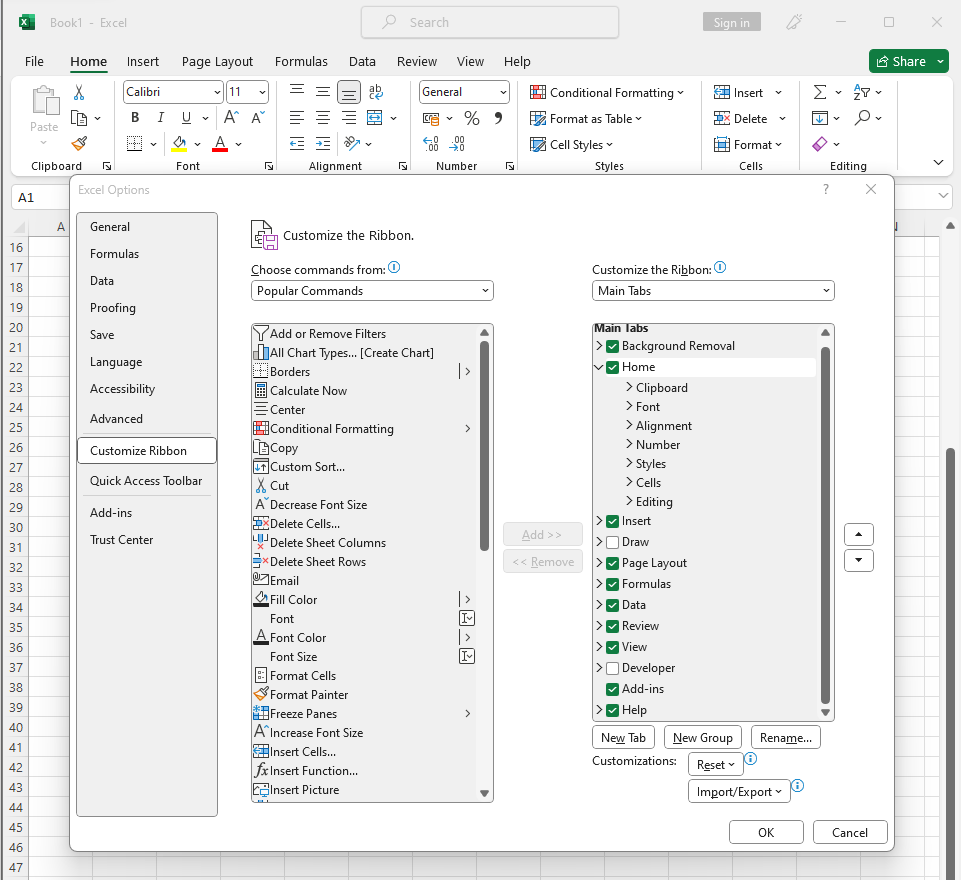 Book1 - Excel
Search
Sign in
File Home Insert Page Layout Formulas Data Review View Help
Share
Calibri 11
General
Conditional Formatting
Insert
Paste
B I U
Format as Table
Delete
Cell Styles
Format
Clipboard Font Alignment Number Styles Cells Editing
A1
Excel Options
General
Formulas
Data
Proofing
Save
Language
Accessibility
Advanced
Customize Ribbon
Quick Access Toolbar
Add-ins
Trust Center
Customize the Ribbon.
Choose commands from:
Popular Commands
Add or Remove Filters
All Chart Types... [Create Chart]
Borders
Calculate Now
Center
Conditional Formatting
Copy
Custom Sort...
Cut
Decrease Font Size
Delete Cells...
Delete Sheet Columns
Delete Sheet Rows
Email
Fill Color
Font
Font Color
Font Size
Format Cells
Format Painter
Freeze Panes
Increase Font Size
Insert Cells...
Insert Function...
Insert Picture
Add >>
<< Remove
Customize the Ribbon:
Main Tabs
Main Tabs
Background Removal
Home
Clipboard
Font
Alignment
Number
Styles
Cells
Editing
Insert
Draw
Page Layout
Formulas
Data
Review
View
Developer
Add-ins
Help
New Tab New Group Rename...
Customizations: Reset
Import/Export
OK Cancel
A
16
17
18
19
20
21
22
23
24
25
26
27
28
29
30
31
32
33
34
35
36
37
38
39
40
41
42
43
44
45
46
47